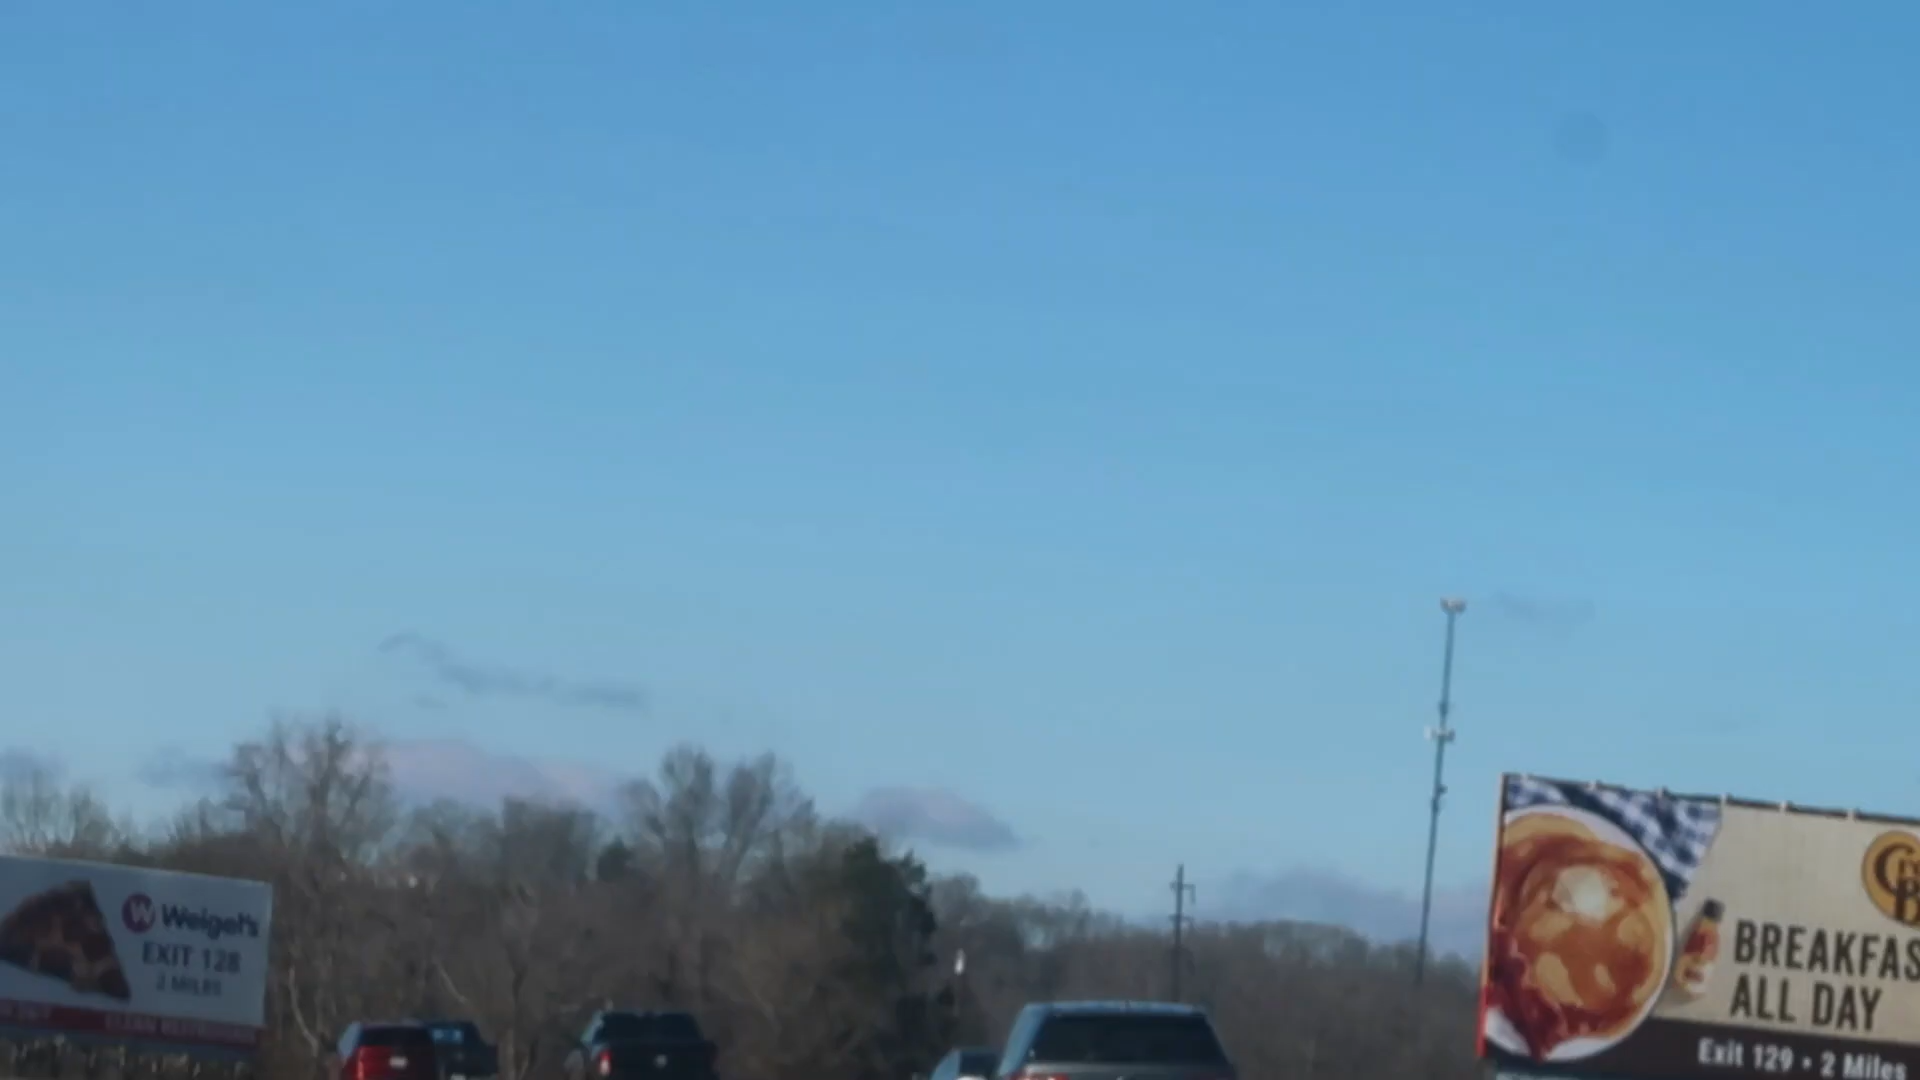 W Weigel's
EXIT 128
2 MILES
BREAKFAS
ALL DAY
Exit 129 • 2 Miles